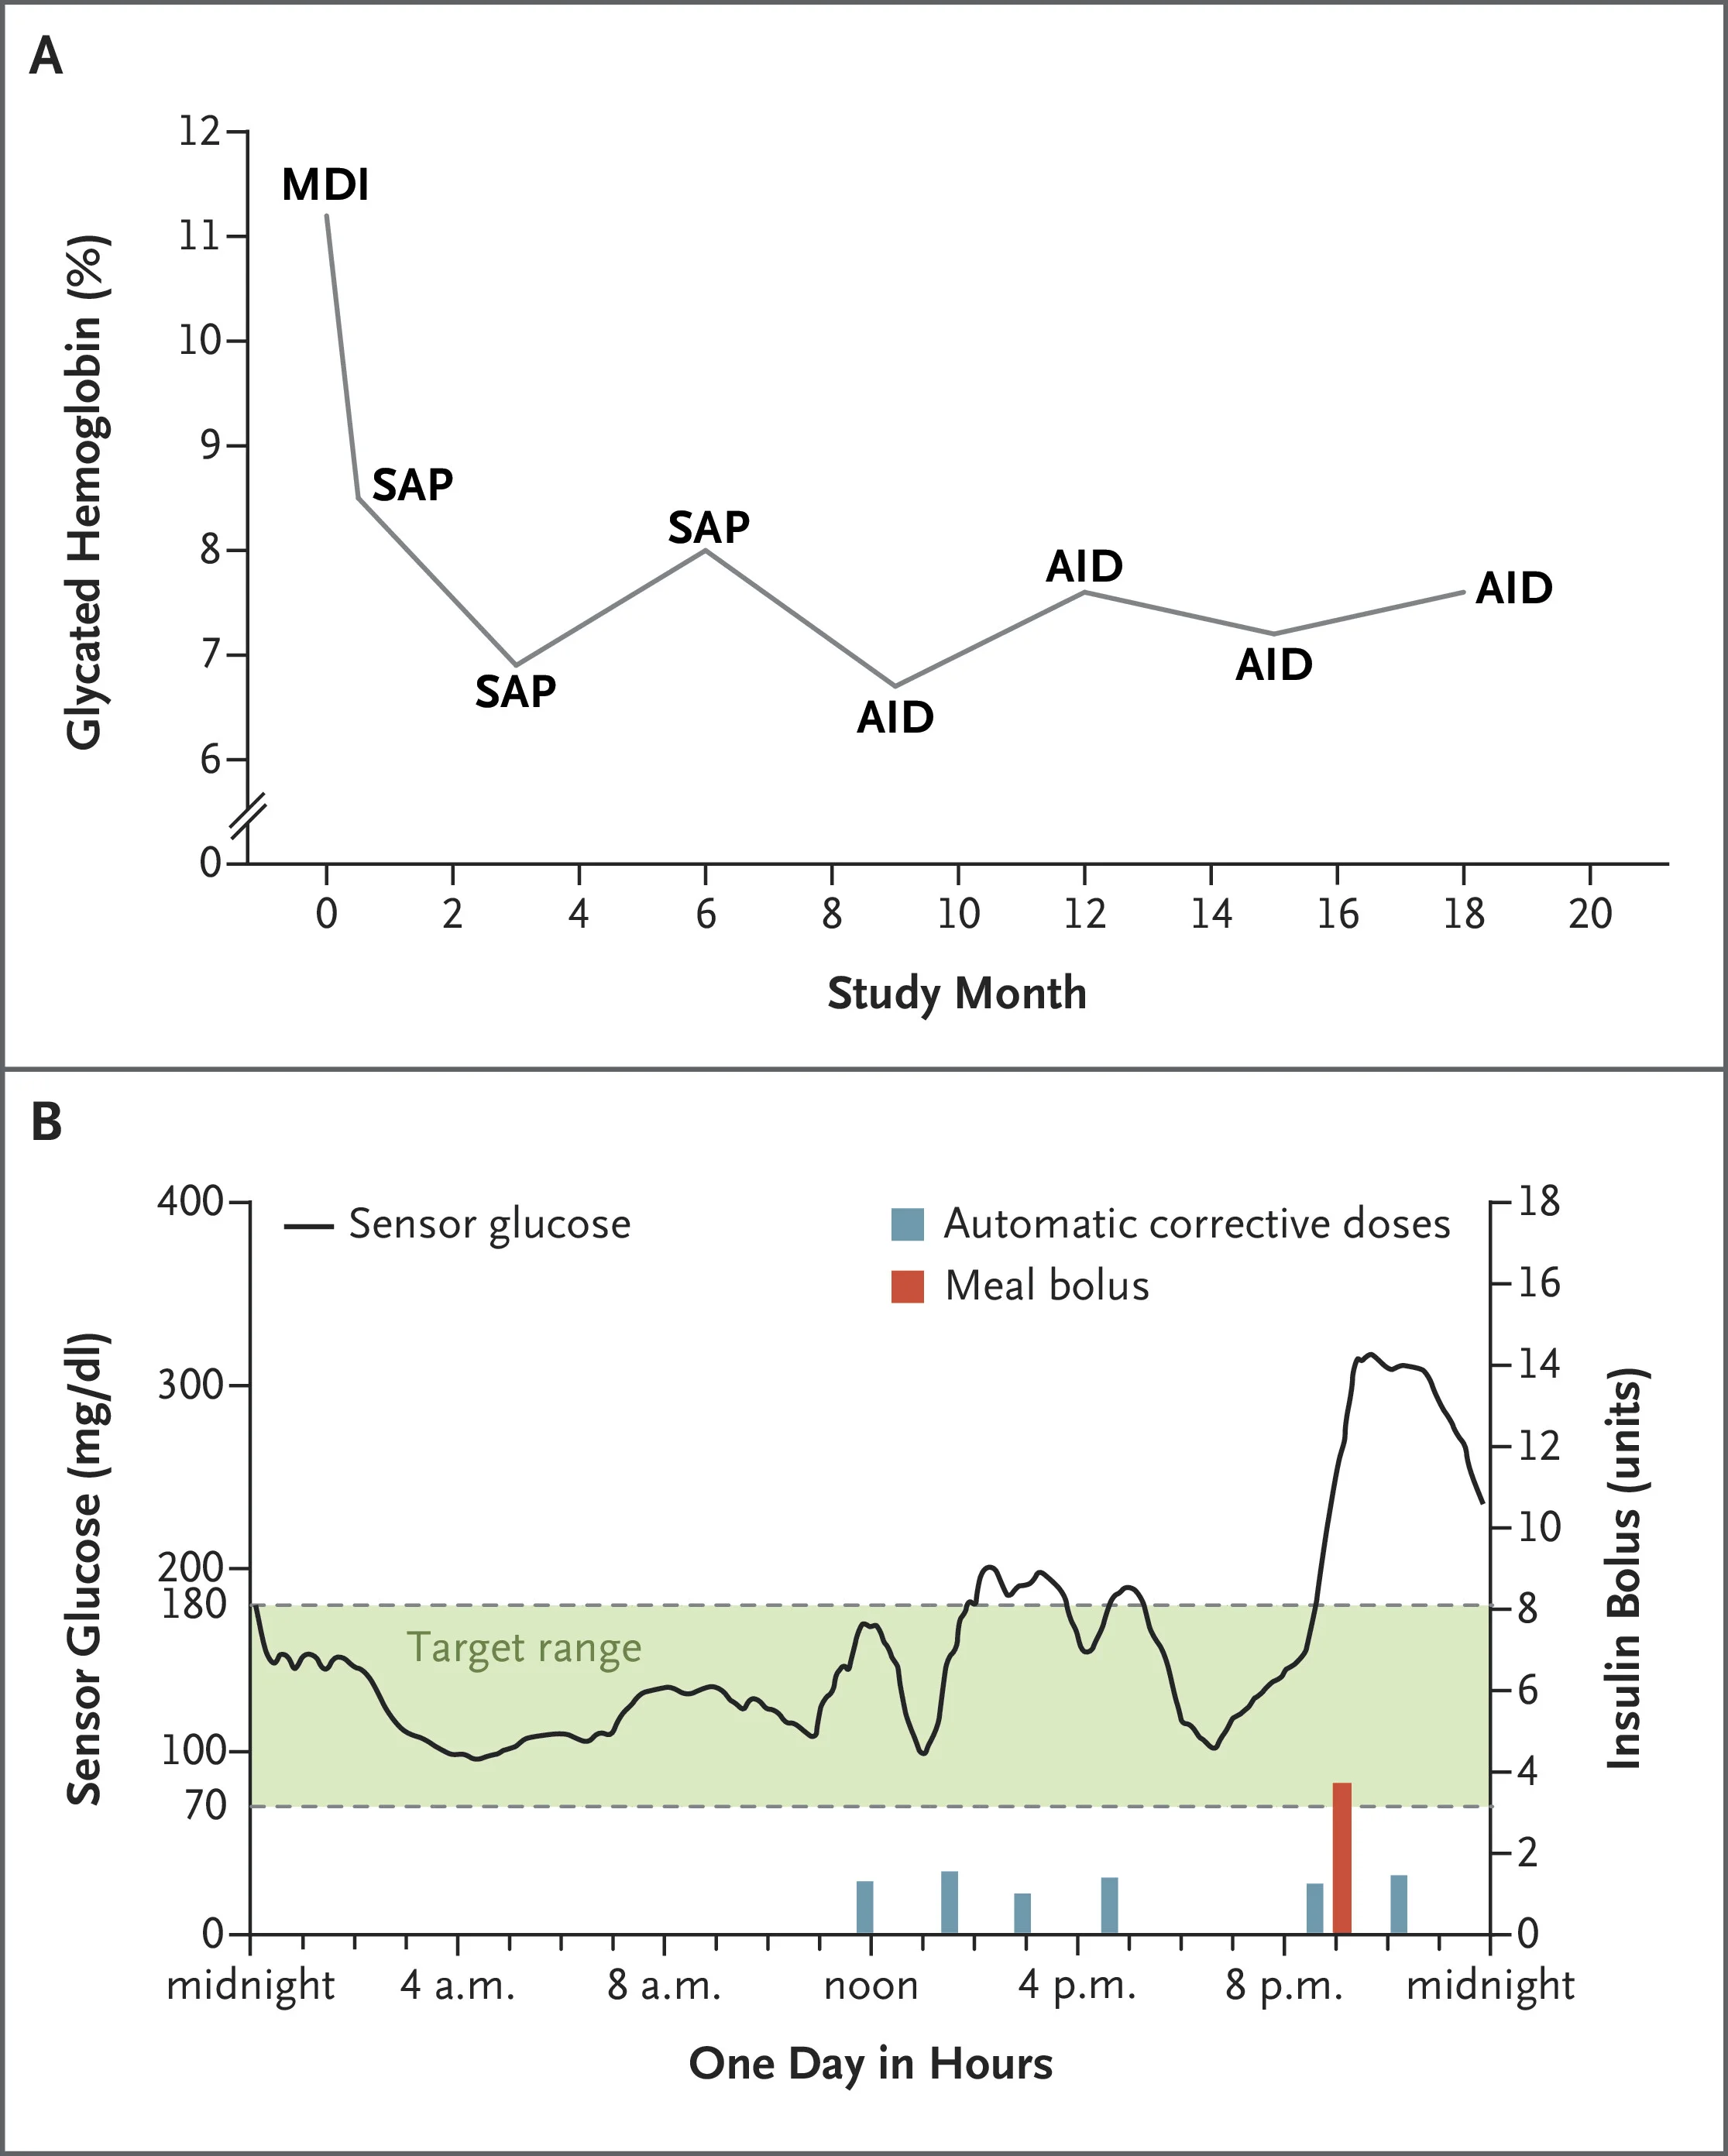 A
Glycated Hemoglobin (%)
12
11
10
9
8
7
6
0
MDI
SAP
SAP
SAP
AID
AID
AID
AID
0 2 4 6 8 10 12 14 16 18 20
Study Month
B
Sensor Glucose (mg/dl)
400
300
200
180
100
70
0
Sensor glucose
Automatic corrective doses
Meal bolus
Target range
18
16
14
12
10
8
6
4
2
0
Insulin Bolus (units)
midnight 4 a.m. 8 a.m. noon 4 p.m. 8 p.m. midnight
One Day in Hours